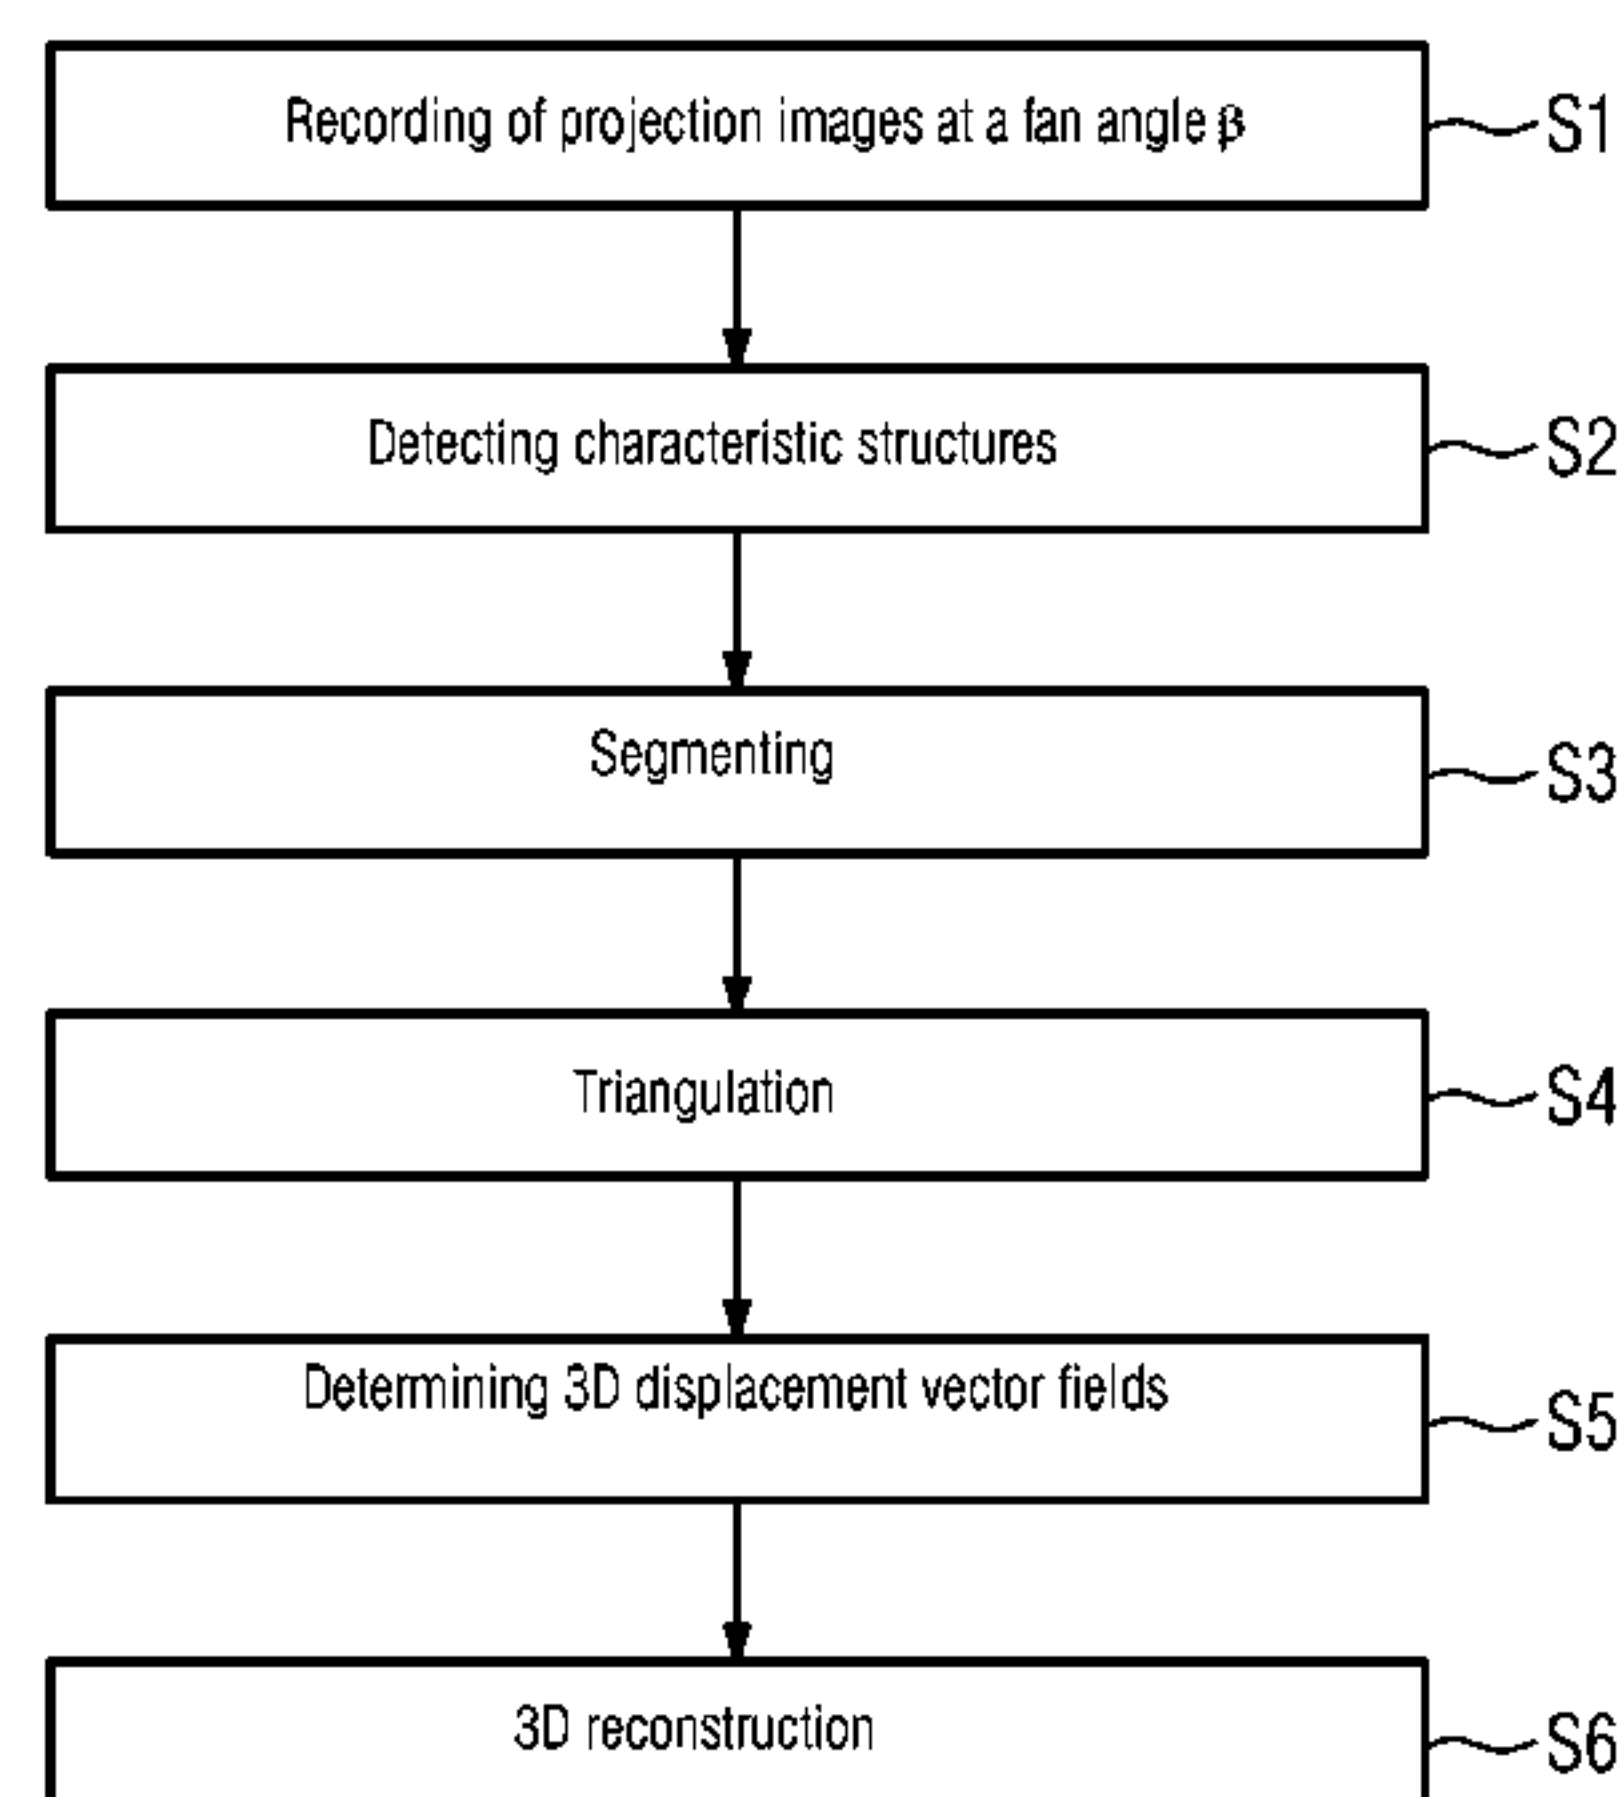 Recording of projection images at a fan angle β
S1
Detecting characteristic structures
S2
Segmenting
S3
Triangulation
S4
Determining 3D displacement vector fields
S5
3D reconstruction
S6